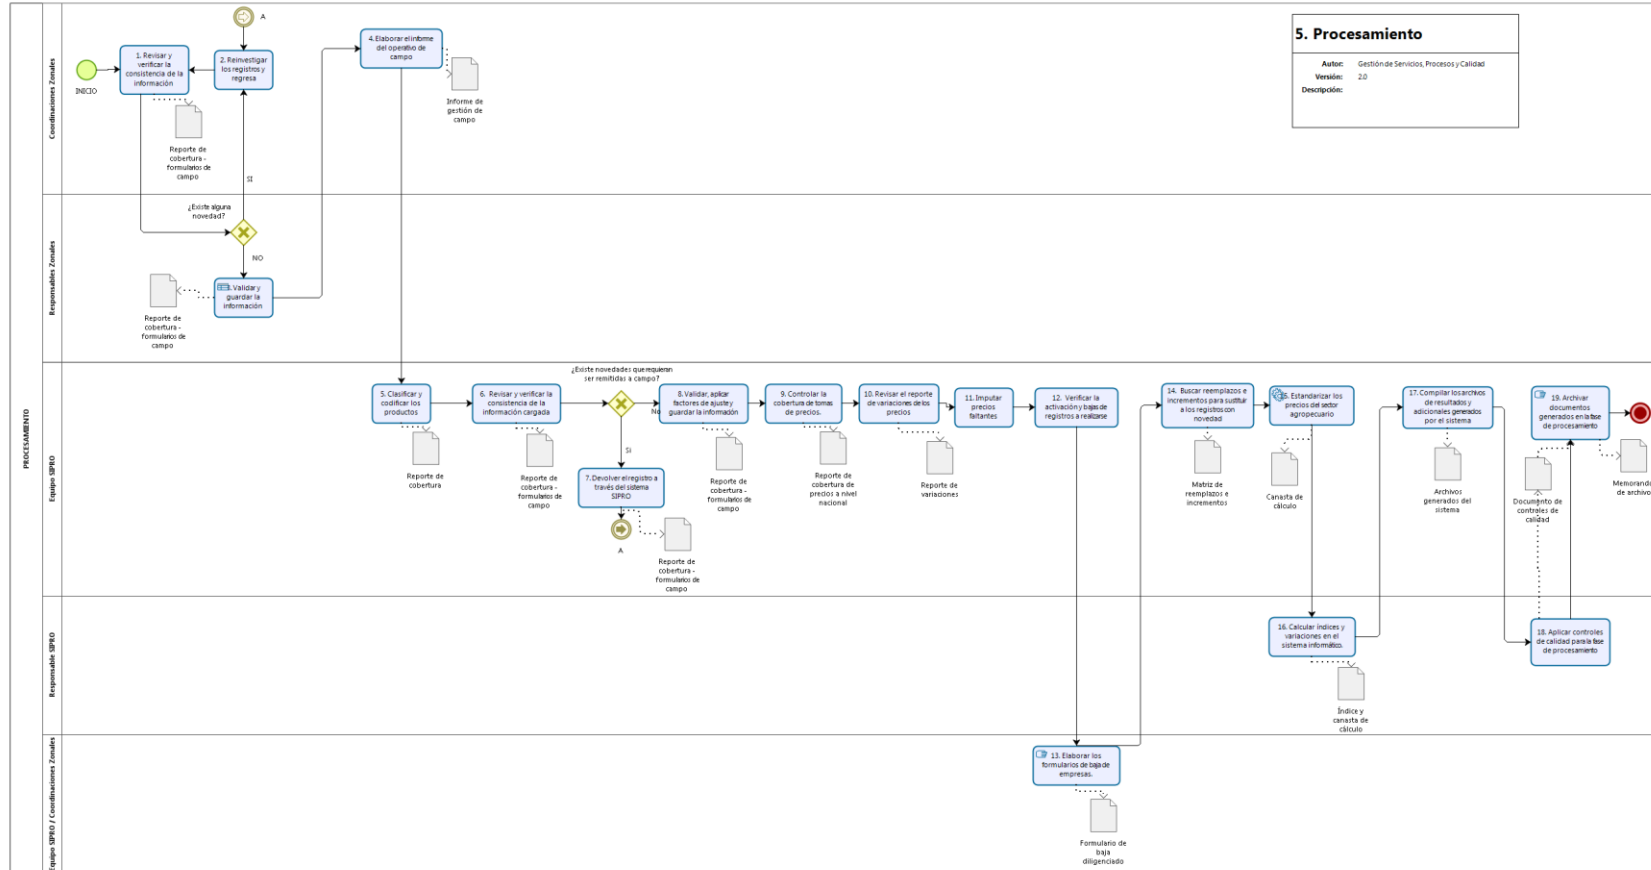 5. Procesamiento
Autor: Gestión de Servicios, Procesos y Calidad
Versión: 2.0
Descripción:
PROCESAMIENTO
Coordinaciones Zonales
INICIO
1. Revisar y
verificar la
consistencia de la
información
Reporte de
cobertura -
formularios de
campo
A
2. Reinvestigar
los registros y
regresa
SI
4. Elaborar el informe
del operativo de
campo
Informe de
gestión de
campo
Responsables Zonales
¿Existe alguna
novedad?
NO
3. Validar y
guardar la
información
Reporte de
cobertura -
formularios de
campo
Equipo SIPRO
5. Clasificar y
codificar los
productos
Reporte de
cobertura
6. Revisar y verificar la
consistencia de la
información cargada
Reporte de
cobertura -
formularios de
campo
¿Existe novedades que requieran
ser remitidas a campo?
No
SI
7. Devolver el registro a
través del sistema
SIPRO
A
Reporte de
cobertura -
formularios de
campo
8. Validar, aplicar
factores de ajuste y
guardar la información
Reporte de
cobertura -
formularios de
campo
9. Controlar la
cobertura de tomas
de precios.
Reporte de
cobertura de
precios a nivel
nacional
10. Revisar el reporte
de variaciones de los
precios
Reporte de
variaciones
11. Imputar
precios
faltantes
12. Verificar la
activación y bajas de
registros a realizarse
14. Buscar reemplazos e
incrementos para sustituir
a los registros con
novedad
Matriz de
reemplazos e
incrementos
15. Estandarizar los
precios del sector
agropecuario
Canasta de
cálculo
17. Compilar los archivos
de resultados y
adicionales generados
por el sistema
Archivos
generados del
sistema
19. Archivar
documentos
generados en la fase
de procesamiento
Documento de
controles de
calidad
Memorando
de archivo
Responsable SIPRO
16. Calcular índices y
variaciones en el
sistema informático.
Índice y
canasta de
cálculo
18. Aplicar controles
de calidad para la fase
de procesamiento
Equipo SIPRO / Coordinaciones Zonales
13. Elaborar los
formularios de baja de
empresas.
Formulario de
baja
diligenciado